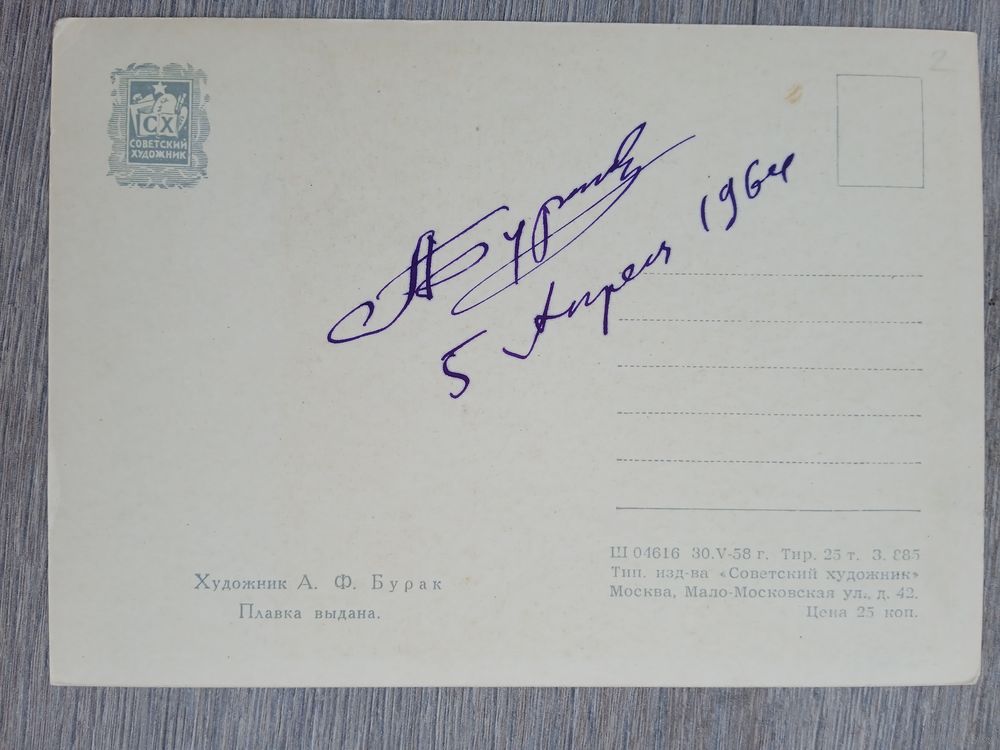 2
СХ
СОВЕТСКИЙ
ХУДОЖНИК
5 Апреля 1964
Художник А. Ф. Бурак
Плавка выдана.
Ш 04616 30.V-58 г. Тир. 25 т. З. 885
Тип. изд-ва «Советский художник»
Москва, Мало-Московская ул., д. 42.
Цена 25 коп.